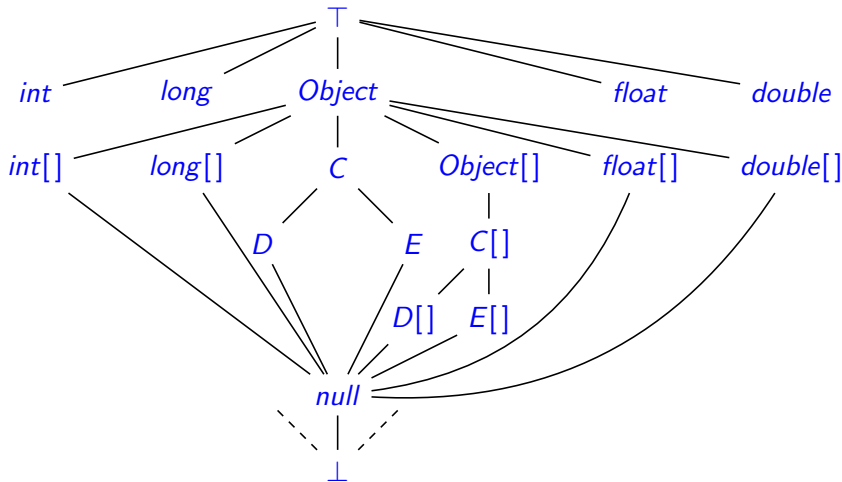 ⊤
int long Object float double
int[] long[] C Object[] float[] double[]
D E C[]
D[] E[]
null
⊥